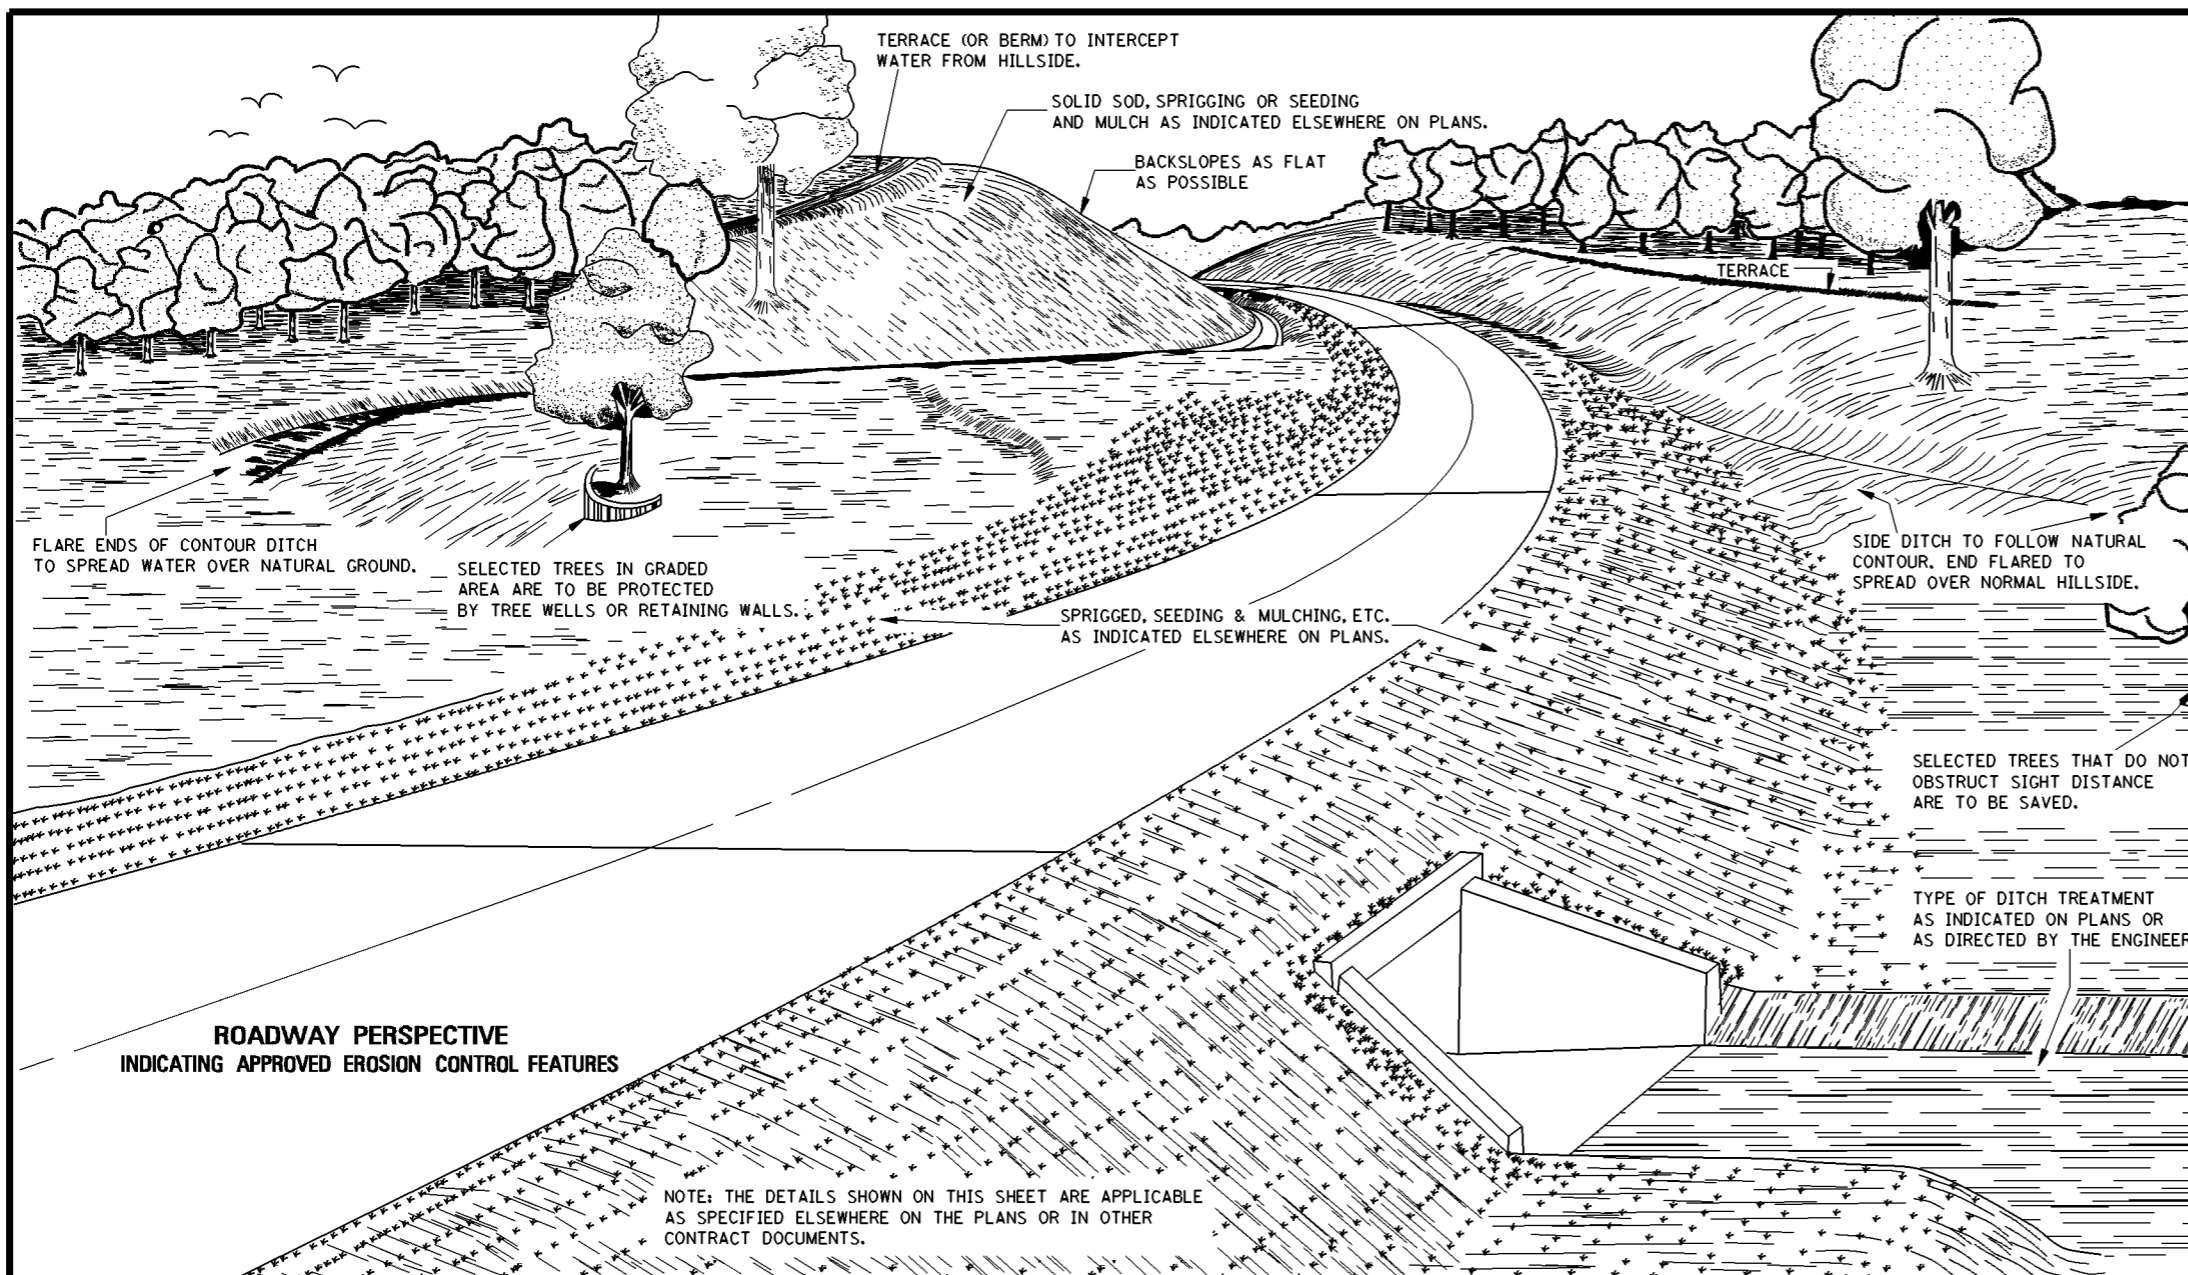 TERRACE (OR BERM) TO INTERCEPT
WATER FROM HILLSIDE.
SOLID SOD, SPRIGGING OR SEEDING
AND MULCH AS INDICATED ELSEWHERE ON PLANS.
BACKSLOPES AS FLAT
AS POSSIBLE
TERRACE
FLARE ENDS OF CONTOUR DITCH
TO SPREAD WATER OVER NATURAL GROUND.
SELECTED TREES IN GRADED
AREA ARE TO BE PROTECTED
BY TREE WELLS OR RETAINING WALLS.
SIDE DITCH TO FOLLOW NATURAL
CONTOUR. END FLARED TO
SPREAD OVER NORMAL HILLSIDE.
SPRIGGED, SEEDING & MULCHING, ETC.
AS INDICATED ELSEWHERE ON PLANS.
SELECTED TREES THAT DO NOT
OBSTRUCT SIGHT DISTANCE
ARE TO BE SAVED.
TYPE OF DITCH TREATMENT
AS INDICATED ON PLANS OR
AS DIRECTED BY THE ENGINEER
ROADWAY PERSPECTIVE
INDICATING APPROVED EROSION CONTROL FEATURES
NOTE: THE DETAILS SHOWN ON THIS SHEET ARE APPLICABLE
AS SPECIFIED ELSEWHERE ON THE PLANS OR IN OTHER
CONTRACT DOCUMENTS.